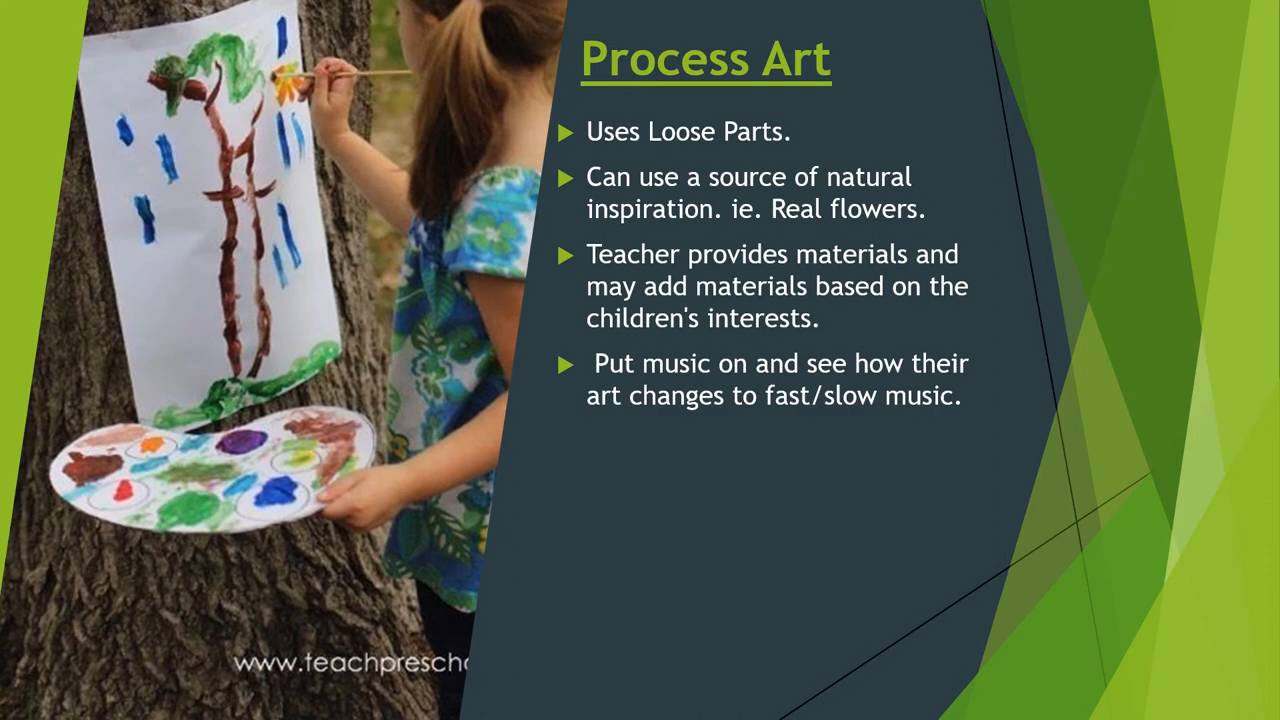 Process Art
Uses Loose Parts.
Can use a source of natural
inspiration. ie. Real flowers.
Teacher provides materials and
may add materials based on the
children's interests.
Put music on and see how their
art changes to fast/slow music.
www.teachprescho